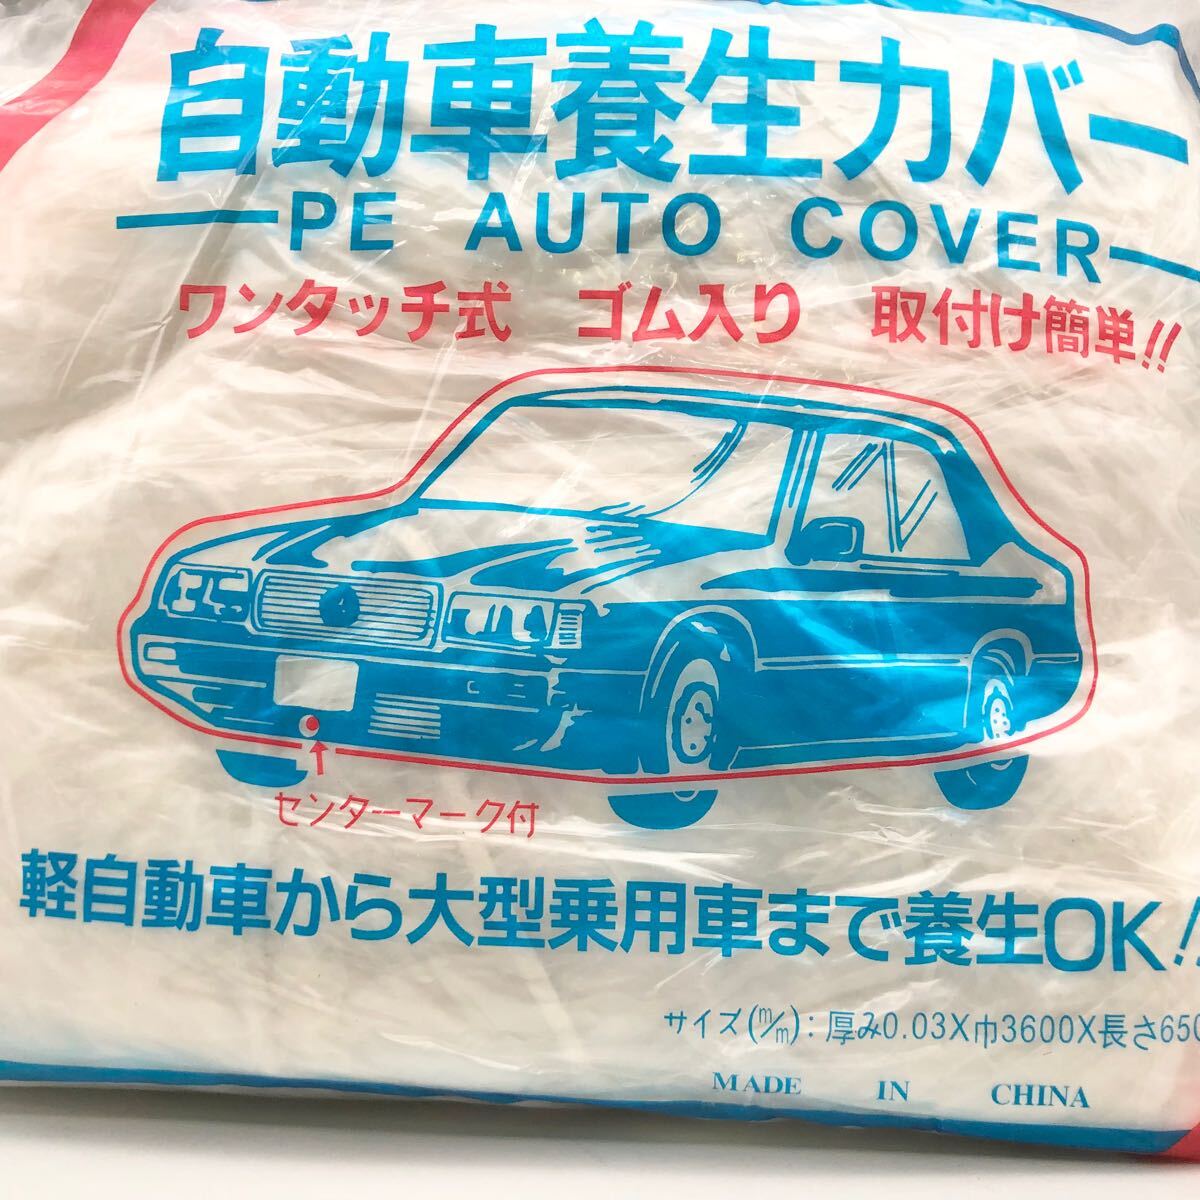 自動車養生カバー
PE AUTO COVER
ワンタッチ式 ゴム入り 取付け簡単!!
センターマーク付
軽自動車から大型乗用車まで養生OK!!
サイズ(m/m):厚み0.03X巾3600X長さ650
MADE IN CHINA